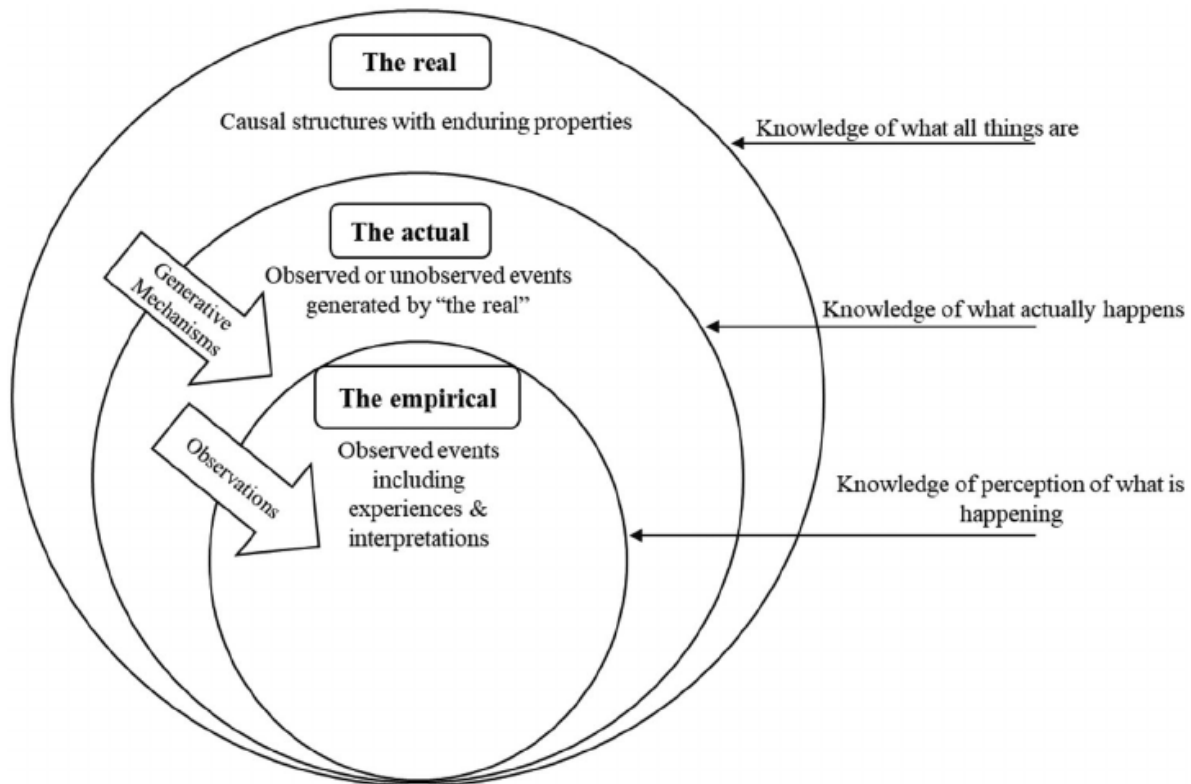 The real
Causal structures with enduring properties
Knowledge of what all things are
The actual
Observed or unobserved events
generated by “the real”
Generative
Mechanisms
Knowledge of what actually happens
The empirical
Observed events
including
experiences &
interpretations
Observations
Knowledge of perception of what is
happening